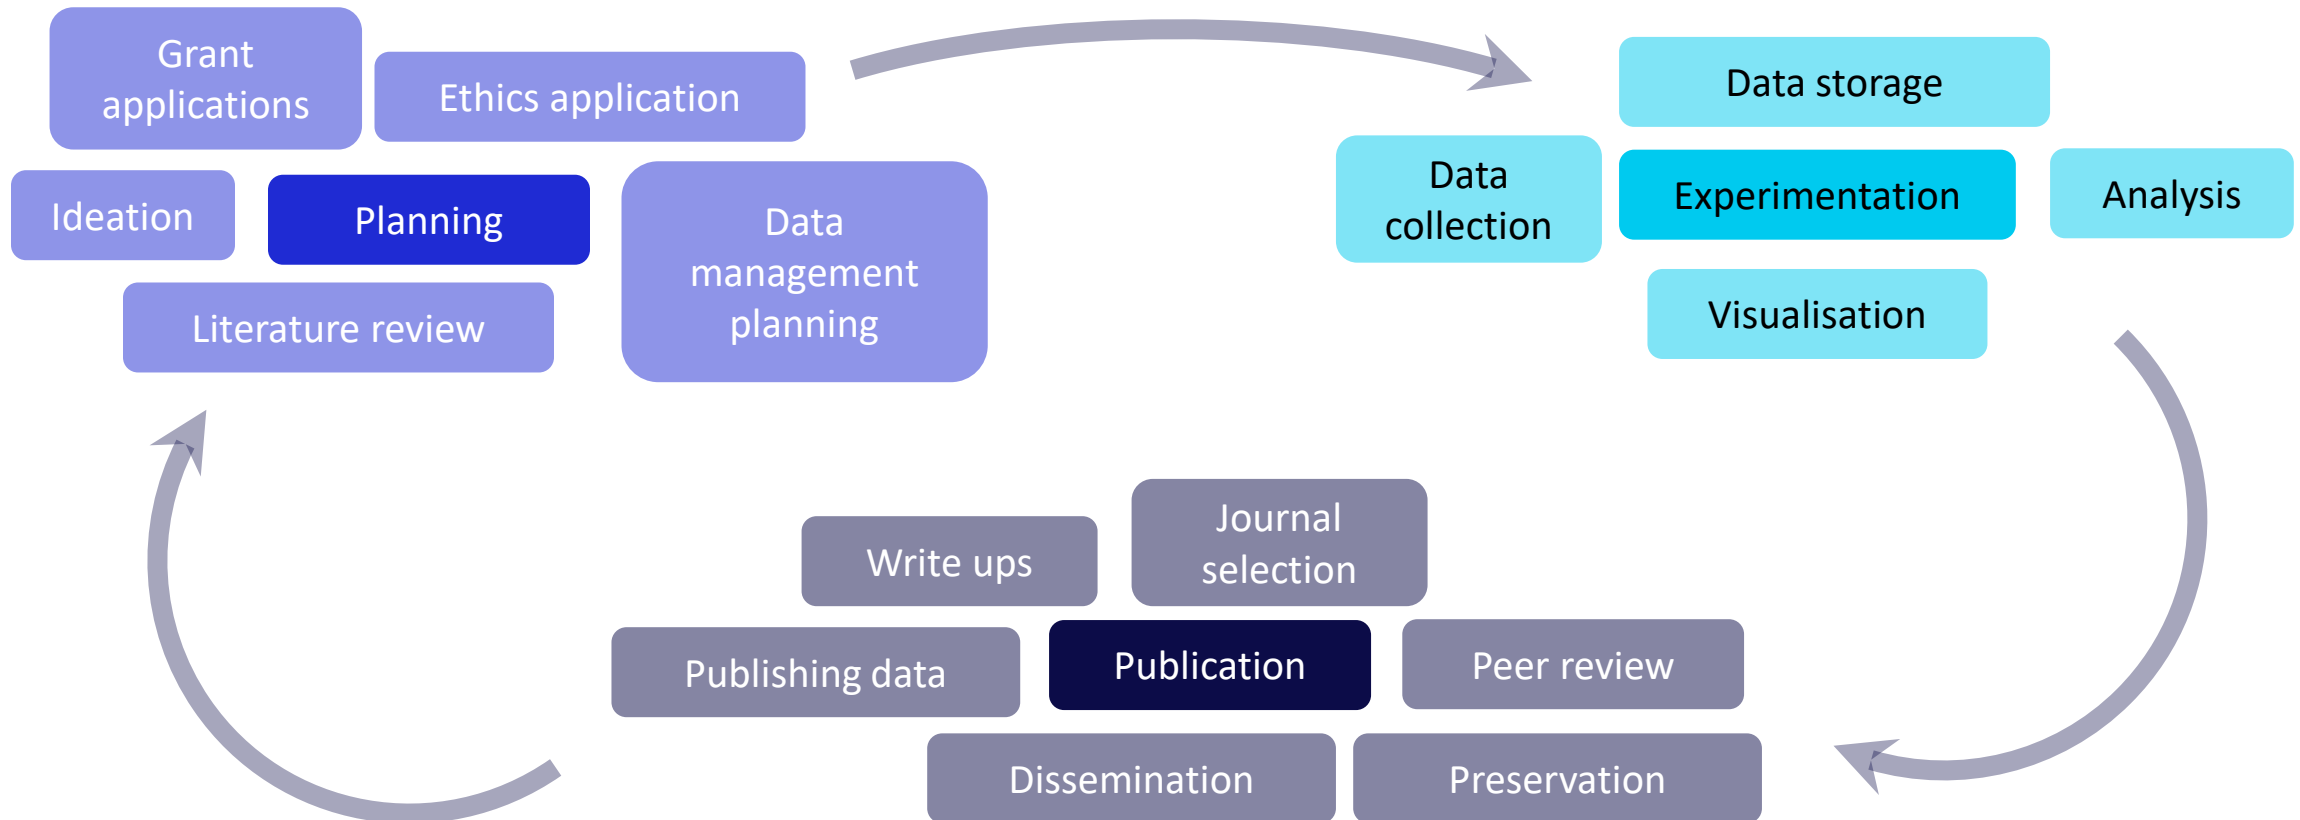 Grant
applications
Ethics application
Ideation
Planning
Data
management
planning
Literature review
Data storage
Data
collection
Experimentation
Analysis
Visualisation
Write ups
Journal
selection
Publishing data
Publication
Peer review
Dissemination
Preservation